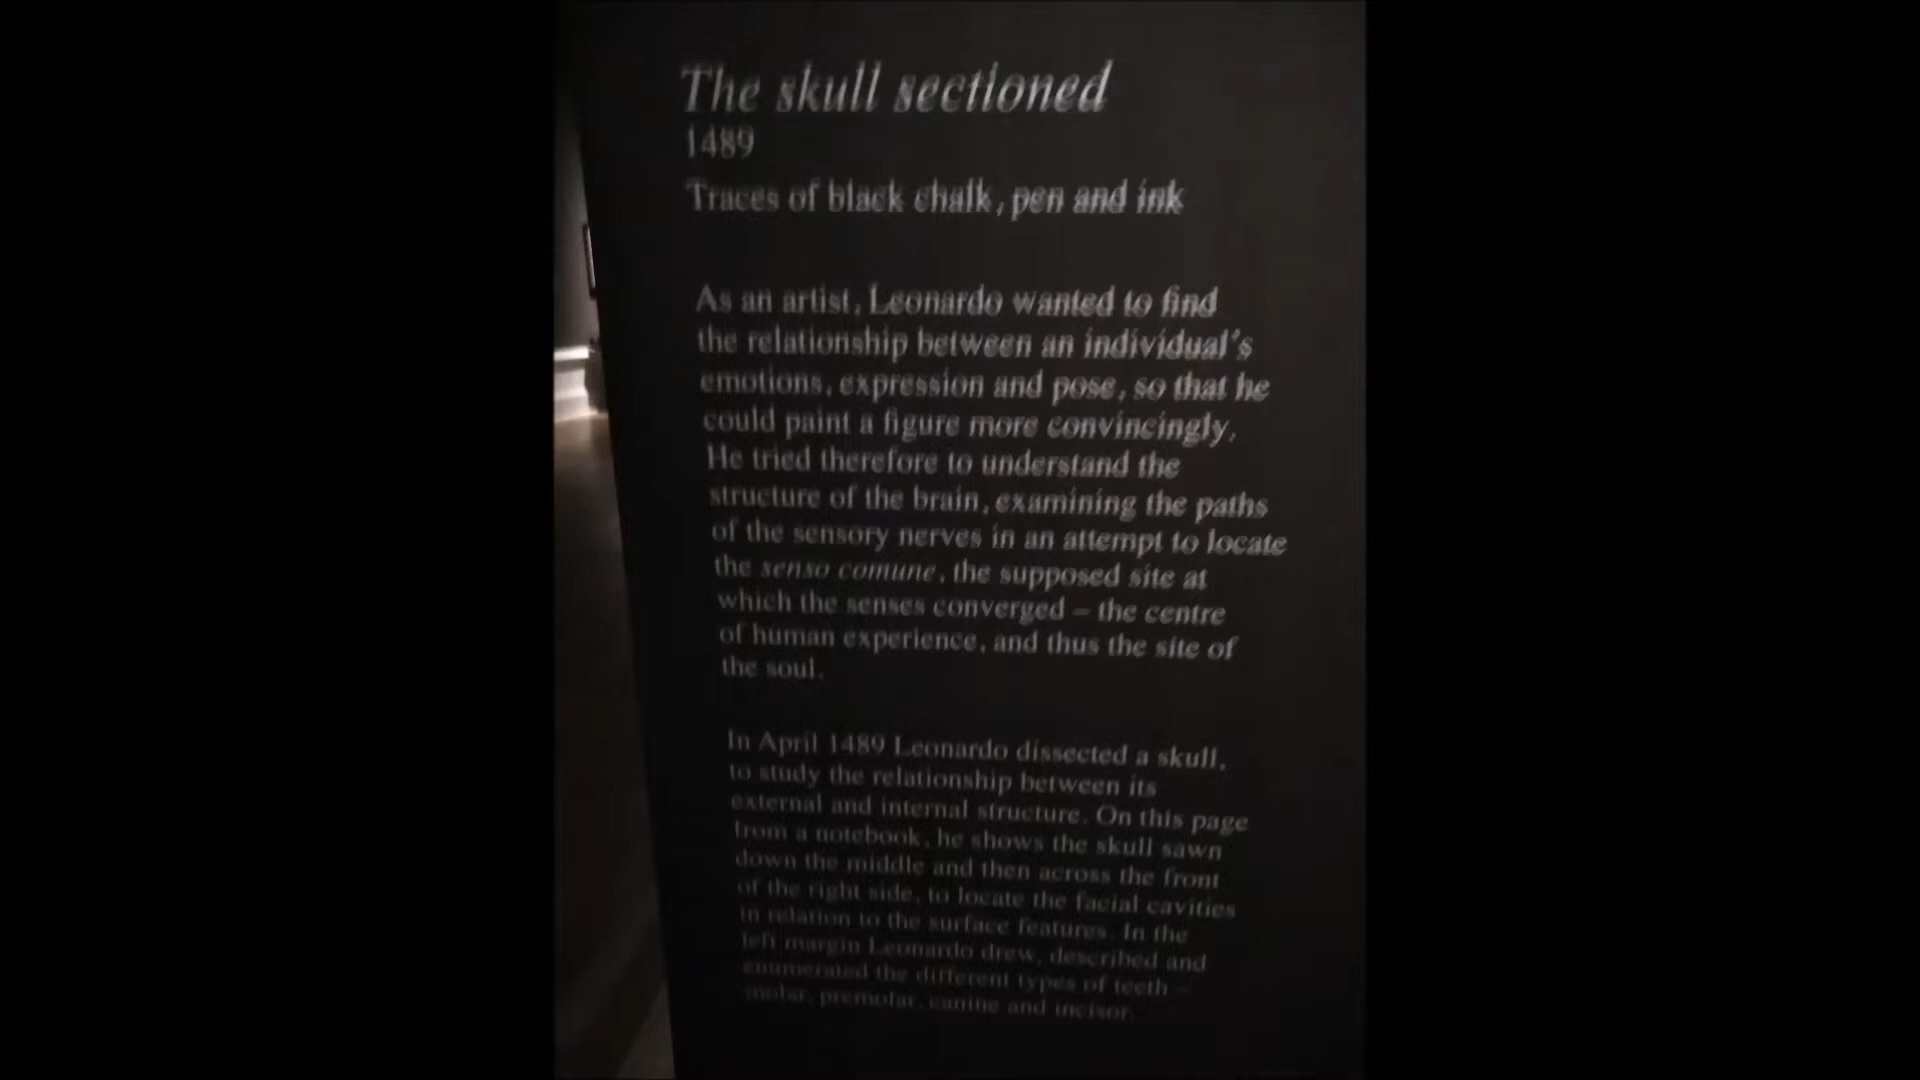 The skull sectioned
1489
Traces of black chalk, pen and ink
As an artist, Leonardo wanted to find
the relationship between an individual's
emotions, expression and pose, so that he
could paint a figure more convincingly.
He tried therefore to understand the
structure of the brain, examining the paths
of the sensory nerves in an attempt to locate
the senso comune, the supposed site at
which the senses converged – the centre
of human experience, and thus the site of
the soul.
In April 1489 Leonardo dissected a skull,
to study the relationship between its
external and internal structure. On this page
from a notebook, he shows the skull sawn
down the middle and then across the front
of the right side, to locate the facial cavities
in relation to the surface features. In the
left margin Leonardo drew, described and
enumerated the different types of teeth –
molar, premolar, canine and incisor.